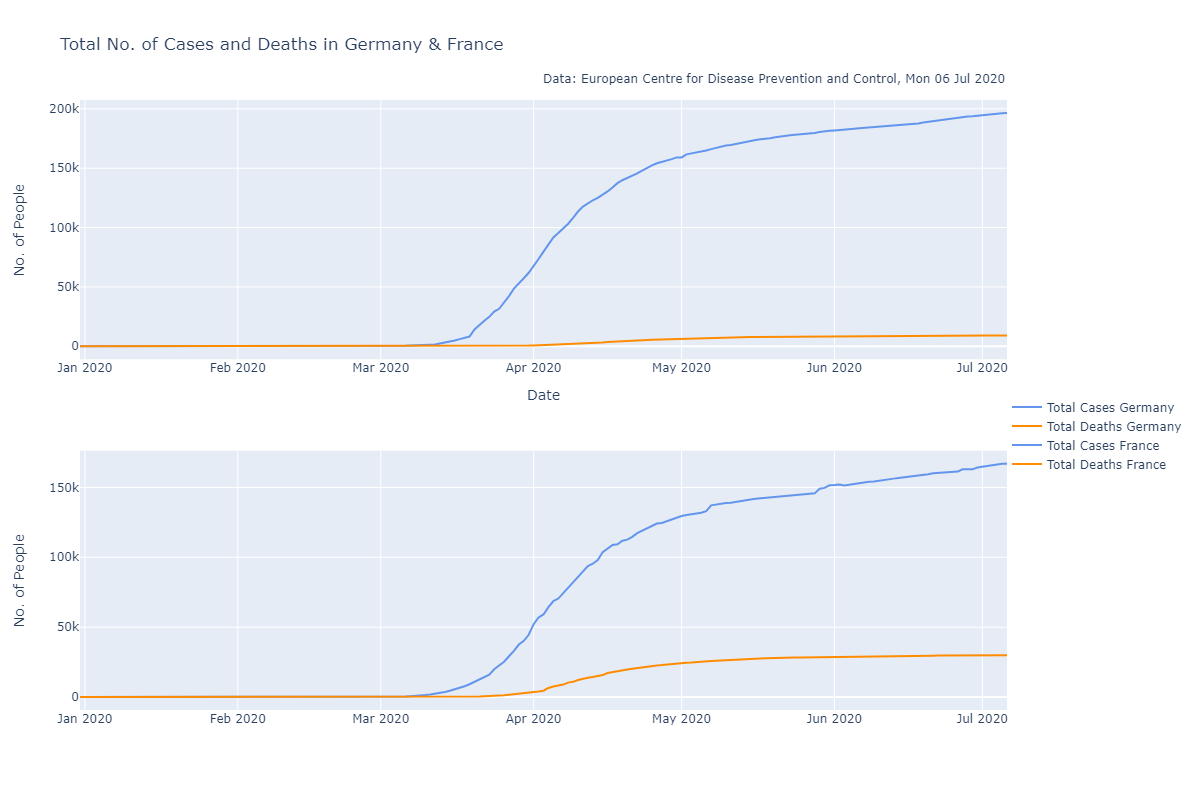 Total No. of Cases and Deaths in Germany & France
Data: European Centre for Disease Prevention and Control, Mon 06 Jul 2020
200k
150k
100k
50k
0
No. of People
Jan 2020 Feb 2020 Mar 2020 Apr 2020 May 2020 Jun 2020 Jul 2020
Date
Total Cases Germany
Total Deaths Germany
Total Cases France
Total Deaths France
150k
100k
50k
0
No. of People
Jan 2020 Feb 2020 Mar 2020 Apr 2020 May 2020 Jun 2020 Jul 2020